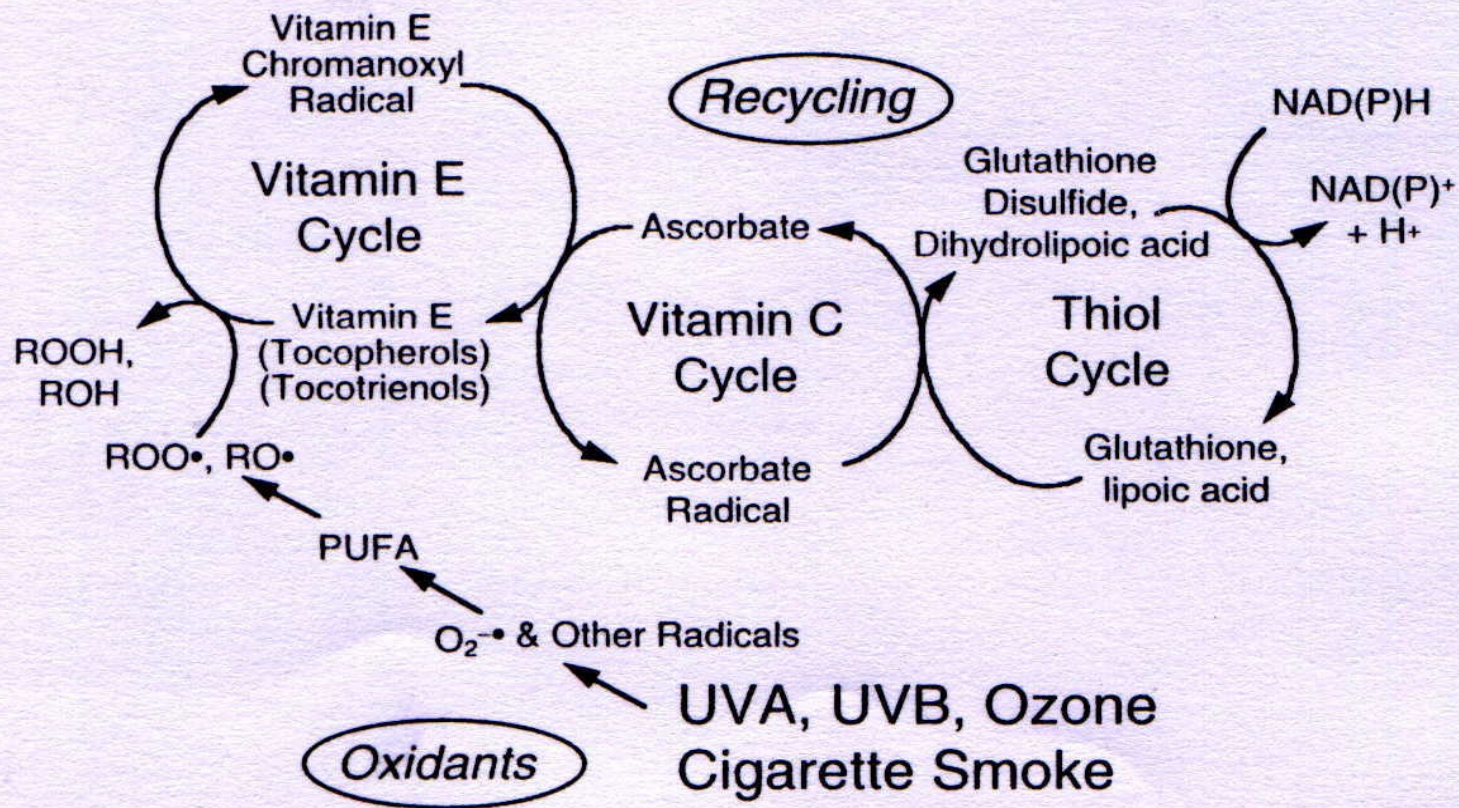 Vitamin E
Chromanoxyl
Radical
Recycling
NAD(P)H
Vitamin E
Cycle
Glutathione
Disulfide,
Dihydrolipoic acid
NAD(P)+
+ H+
Ascorbate
Vitamin E
(Tocopherols)
(Tocotrienols)
Vitamin C
Cycle
Thiol
Cycle
ROOH,
ROH
ROO•, RO•
Ascorbate
Radical
Glutathione,
lipoic acid
PUFA
O₂⁻• & Other Radicals
UVA, UVB, Ozone
Cigarette Smoke
Oxidants